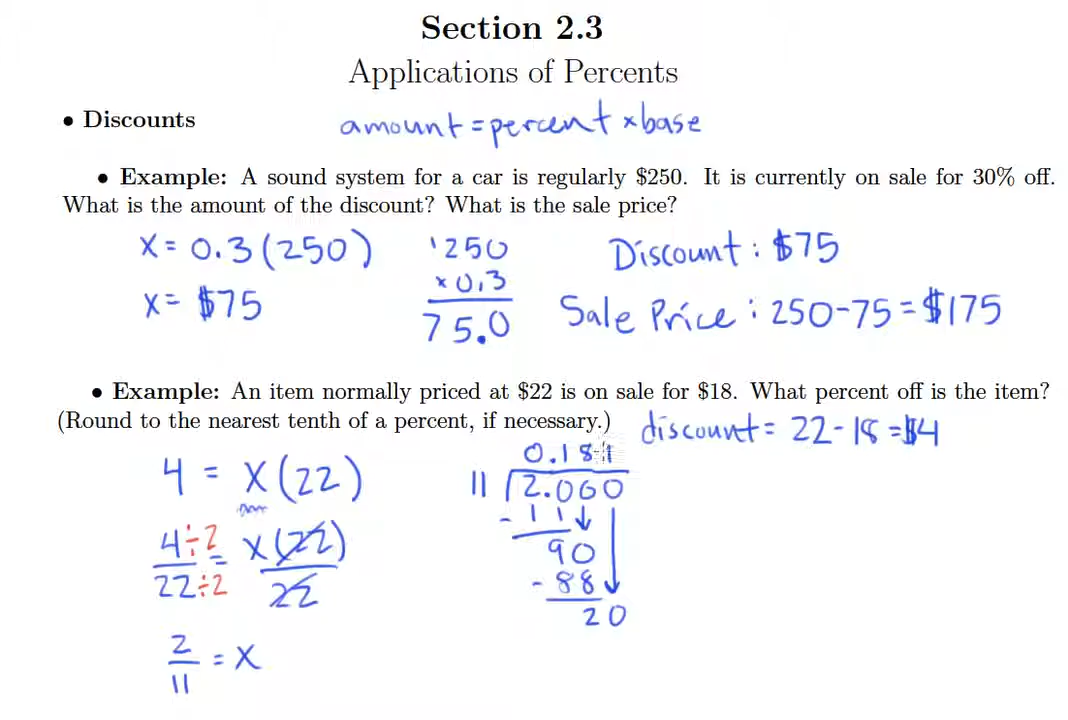 Section 2.3
Applications of Percents
• Discounts
amount = percent × base
• Example: A sound system for a car is regularly $250. It is currently on sale for 30% off.
What is the amount of the discount? What is the sale price?
x = 0.3(250)
x = $75
1 250
× 0.3
75.0
Discount: $75
Sale Price: 250-75 = $175
• Example: An item normally priced at $22 is on sale for $18. What percent off is the item?
(Round to the nearest tenth of a percent, if necessary.)
discount = 22-18 = $4
4 = x(22)
4÷2 = x(22)
22÷2 22
2 = x
11
0.181
11 2.000
- 11
90
- 88
20